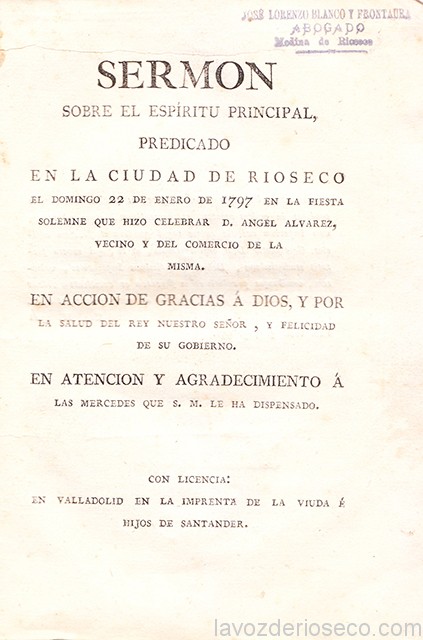 JOSÉ LORENZO BLANCO Y FRONTAURA
ABOGADO
Medina de Rioseco
SERMON
SOBRE EL ESPÍRITU PRINCIPAL,
PREDICADO
EN LA CIUDAD DE RIOSECO
EL DOMINGO 22 DE ENERO DE 1797 EN LA FIESTA
SOLEMNE QUE HIZO CELEBRAR D. ANGEL ALVAREZ,
VECINO Y DEL COMERCIO DE LA
MISMA.
EN ACCION DE GRACIAS Á DIOS, Y POR
LA SALUD DEL REY NUESTRO SEÑOR , Y FELICIDAD
DE SU GOBIERNO.
EN ATENCION Y AGRADECIMIENTO Á
LAS MERCEDES QUE S. M. LE HA DISPENSADO.
CON LICENCIA:
EN VALLADOLID EN LA IMPRENTA DE LA VIUDA É
HIJOS DE SANTANDER.
lavozderioseco.com